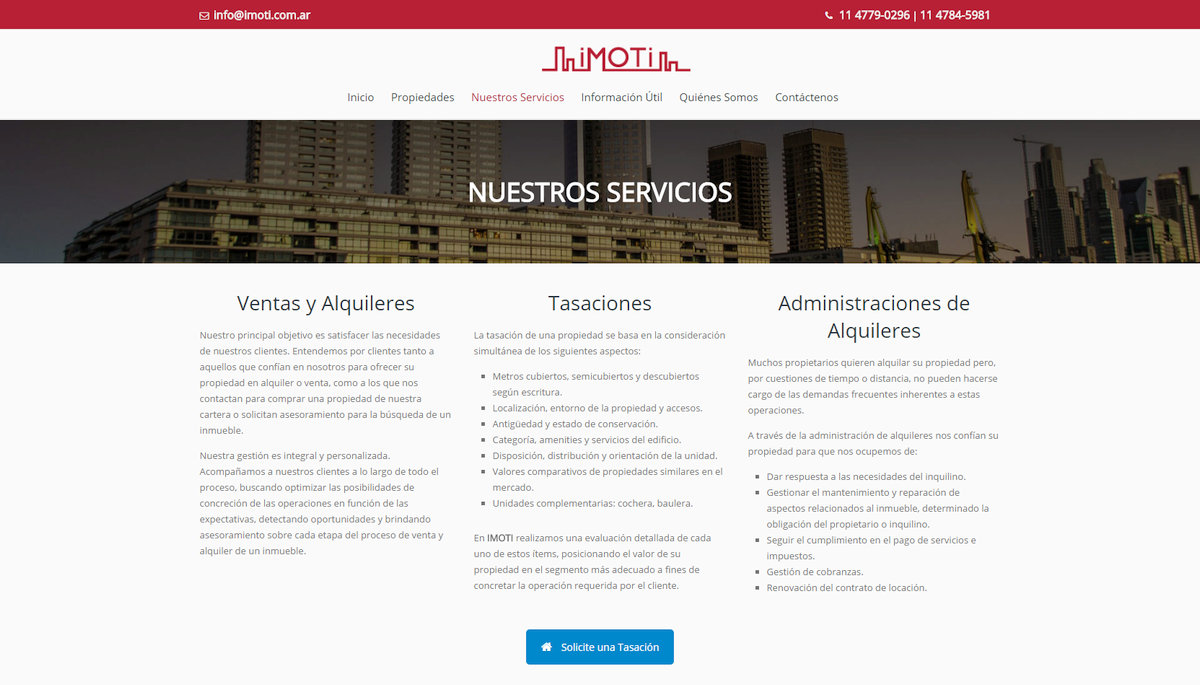 info@imoti.com.ar
11 4779-0296 | 11 4784-5981
iMOTi
Inicio Propiedades Nuestros Servicios Información Útil Quiénes Somos Contáctenos
NUESTROS SERVICIOS
Ventas y Alquileres
Nuestro principal objetivo es satisfacer las necesidades
de nuestros clientes. Entendemos por clientes tanto a
aquellos que confían en nosotros para ofrecer su
propiedad en alquiler o venta, como a los que nos
contactan para comprar una propiedad de nuestra
cartera o solicitan asesoramiento para la búsqueda de un
inmueble.
Nuestra gestión es integral y personalizada.
Acompañamos a nuestros clientes a lo largo de todo el
proceso, buscando optimizar las posibilidades de
concreción de las operaciones en función de las
expectativas, detectando oportunidades y brindando
asesoramiento sobre cada etapa del proceso de venta y
alquiler de un inmueble.
Tasaciones
La tasación de una propiedad se basa en la consideración
simultánea de los siguientes aspectos:
Metros cubiertos, semicubiertos y descubiertos
según escritura.
Localización, entorno de la propiedad y accesos.
Antigüedad y estado de conservación.
Categoría, amenities y servicios del edificio.
Disposición, distribución y orientación de la unidad.
Valores comparativos de propiedades similares en el
mercado.
Unidades complementarias: cochera, baulera.
En IMOTI realizamos una evaluación detallada de cada
uno de estos ítems, posicionando el valor de su
propiedad en el segmento más adecuado a fines de
concretar la operación requerida por el cliente.
Administraciones de
Alquileres
Muchos propietarios quieren alquilar su propiedad pero,
por cuestiones de tiempo o distancia, no pueden hacerse
cargo de las demandas frecuentes inherentes a estas
operaciones.
A través de la administración de alquileres nos confían su
propiedad para que nos ocupemos de:
Dar respuesta a las necesidades del inquilino.
Gestionar el mantenimiento y reparación de
aspectos relacionados al inmueble, determinado la
obligación del propietario o inquilino.
Seguir el cumplimiento en el pago de servicios e
impuestos.
Gestión de cobranzas.
Renovación del contrato de locación.
Solicite una Tasación